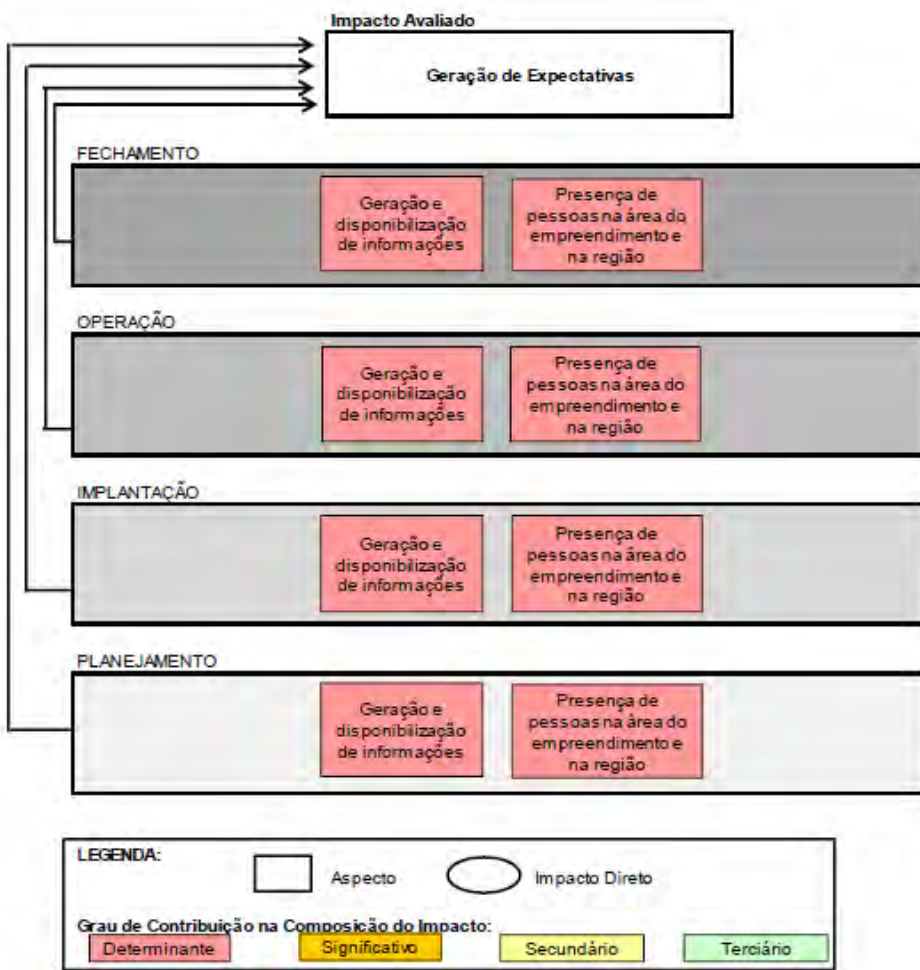 Impacto Avaliado
Geração de Expectativas
FECHAMENTO
Geração e
disponibilização
de informações
Presença de
pessoas na área do
empreendimento e
na região
OPERAÇÃO
Geração e
disponibilização
de informações
Presença de
pessoas na área do
empreendimento e
na região
IMPLANTAÇÃO
Geração e
disponibilização
de informações
Presença de
pessoas na área do
empreendimento e
na região
PLANEJAMENTO
Geração e
disponibilização
de informações
Presença de
pessoas na área do
empreendimento e
na região
LEGENDA:
Aspecto
Impacto Direto
Grau de Contribuição na Composição do Impacto:
Determinante
Significativo
Secundário
Terciário